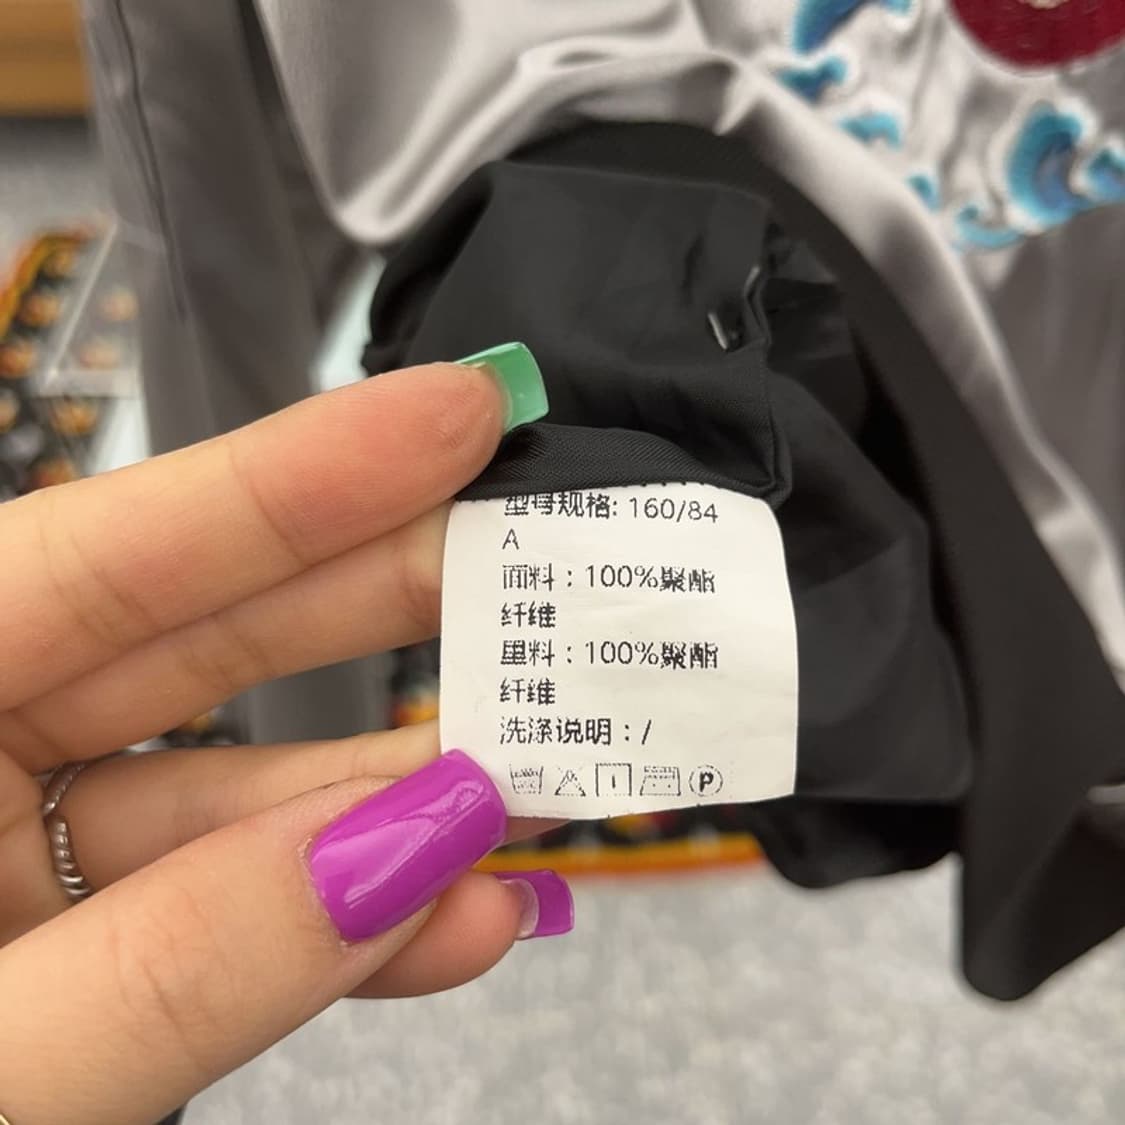 型号规格: 160/84
A
面料：100%聚酯
纤维
里料：100%聚酯
纤维
洗涤说明：/
P